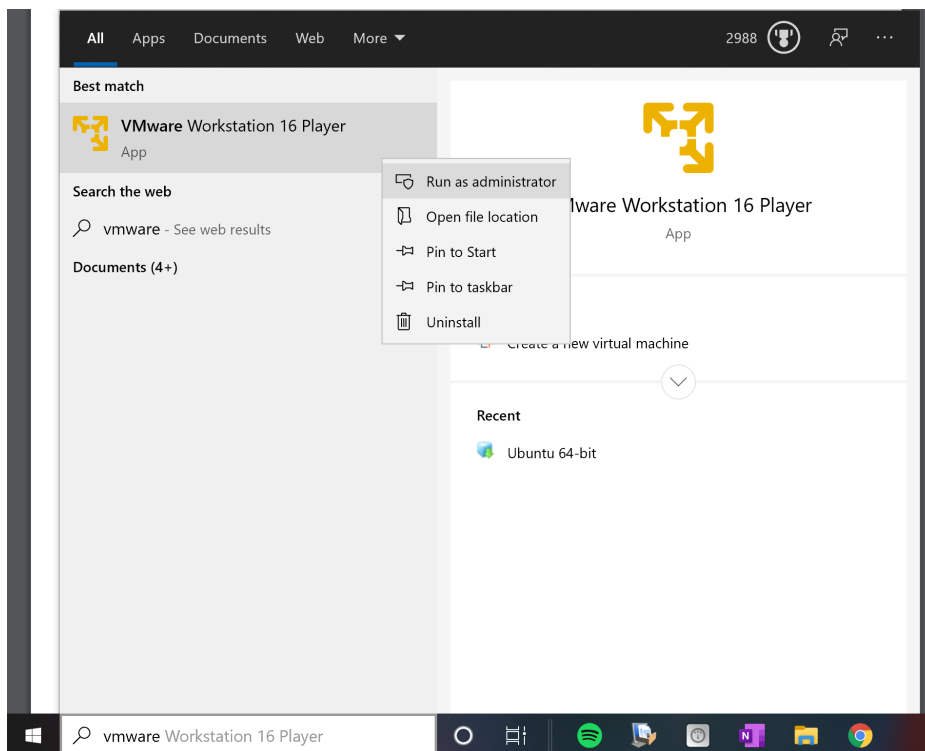 All Apps Documents Web More 2988 ...
Best match
VMware Workstation 16 Player
App
Search the web
vmware - See web results
Documents (4+)
Run as administrator
Open file location
Pin to Start
Pin to taskbar
Uninstall
Mware Workstation 16 Player
App
Create a new virtual machine
Recent
Ubuntu 64-bit
vmware Workstation 16 Player
N